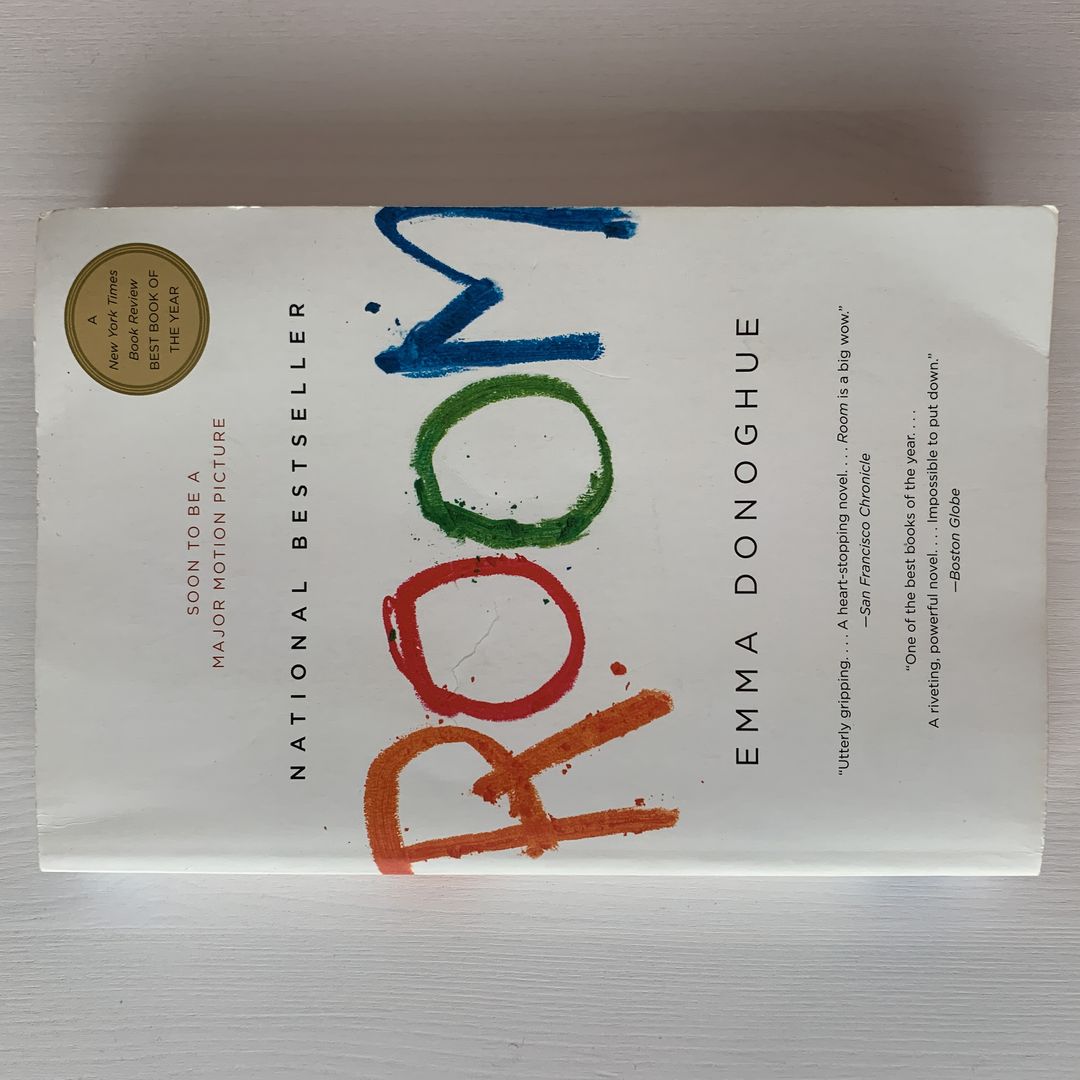 A
New York Times
Book Review
BEST BOOK OF
THE YEAR
SOON TO BE A
MAJOR MOTION PICTURE
NATIONAL BESTSELLER
ROOM
EMMA DONOGHUE
“Utterly gripping. . . . A heart-stopping novel. . . . Room is a big wow.”
—San Francisco Chronicle
“One of the best books of the year. . . .
A riveting, powerful novel. . . . Impossible to put down.”
—Boston Globe